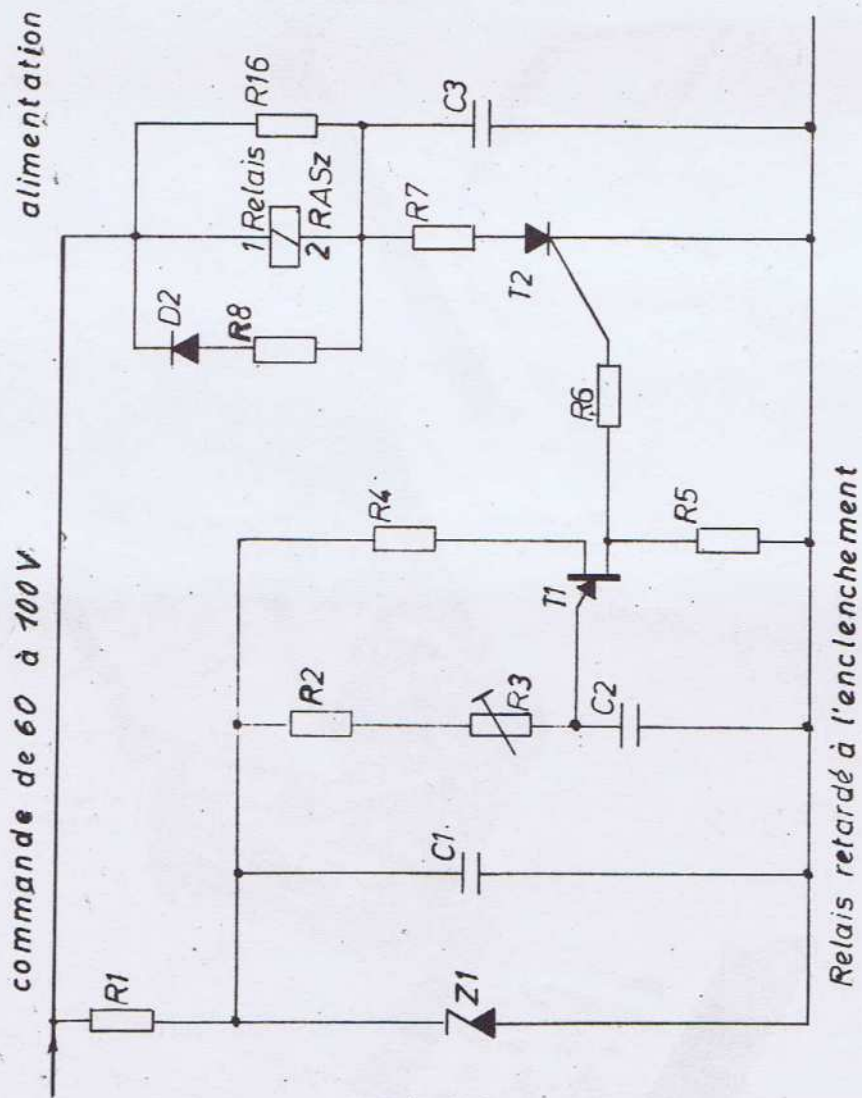 commande de 60 à 100V
alimentation
R1
Z1
C1
R2
R3
C2
R4
T1
R5
R6
D2
R8
1 Relais
2 RASz
R16
R7
T2
C3
Relais retardé à l'enclenchement